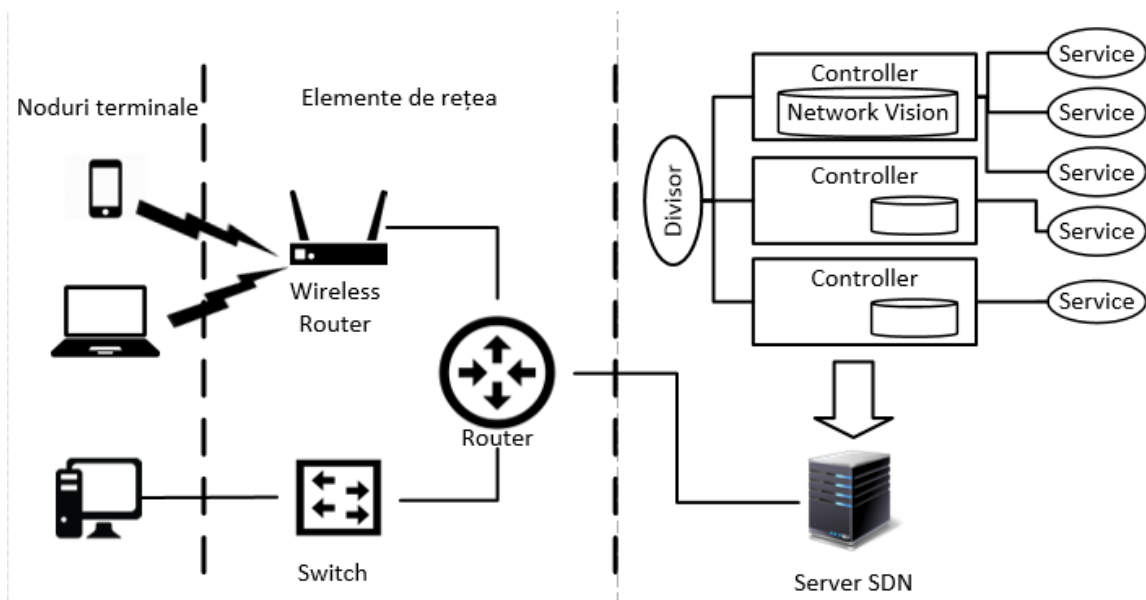 Noduri terminale
Elemente de rețea
Wireless
Router
Router
Switch
Divisor
Controller
Network Vision
Controller
Controller
Service
Service
Service
Service
Service
Server SDN